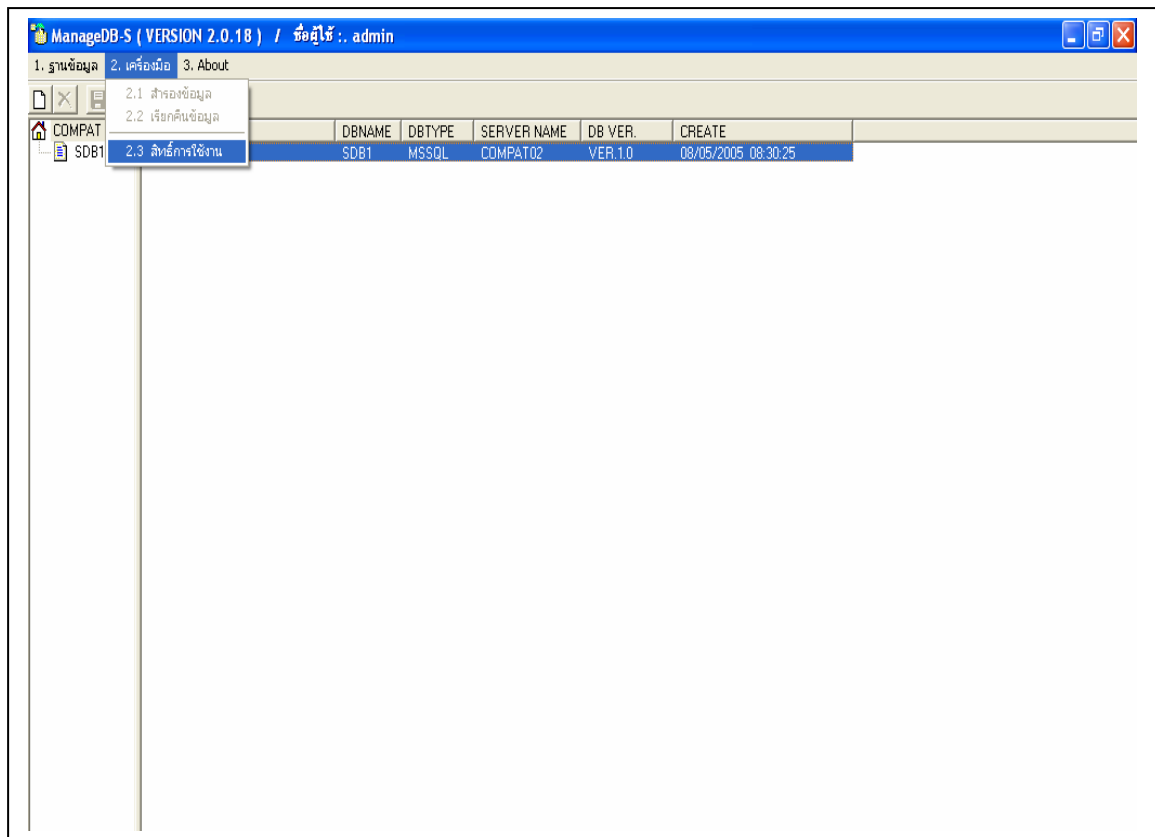 ManageDB-S ( VERSION 2.0.18 ) / ชื่อผู้ใช้ :. admin
1. ฐานข้อมูล 2. เครื่องมือ 3. About
2.1 สำรองข้อมูล
2.2 เรียกคืนข้อมูล
2.3 สิทธิ์การใช้งาน
COMPAT
SDB1
DBNAME DBTYPE SERVER NAME DB VER. CREATE
SDB1 MSSQL COMPAT02 VER.1.0 08/05/2005 08:30:25